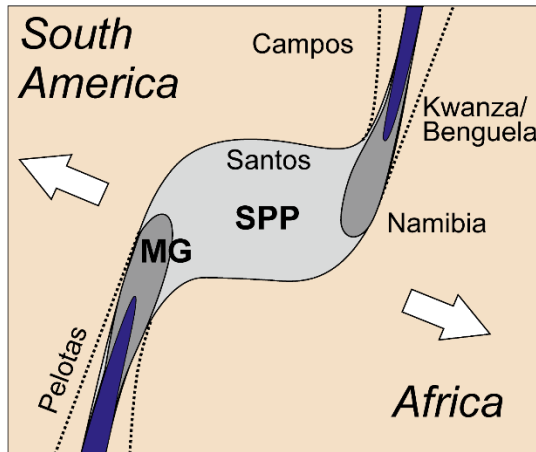 South
America
Campos
Kwanza/
Benguela
Santos
SPP
Namibia
MG
Pelotas
Africa